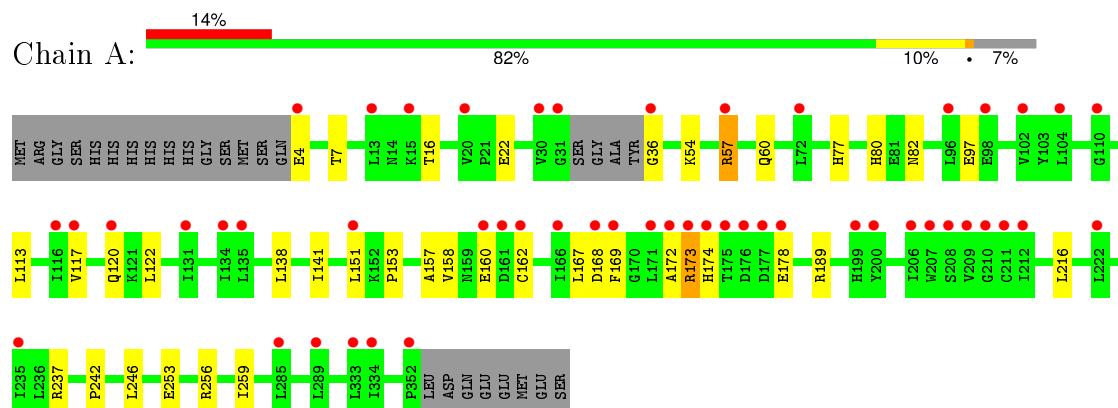 14%
Chain A:
82% 10% • 7%
MET ARG GLY SER HIS HIS HIS HIS HIS HIS GLY SER MET SER GLN E4 T7 L13 N14 K15 T16 V20 P21 E22 V30 G31 SER GLY ALA TYR G36 K54 R57 Q60 L72 H77 H80 E81 N82 L96 E97 E98 V102 Y103 L104 G110
L113 I116 V117 Q120 K121 L122 I131 I134 L135 L138 I141 L151 K152 P153 A157 V158 N159 E160 D161 C162 I166 L167 D168 F169 G170 L171 A172 R173 H174 T175 D176 D177 E178 R189 H199 Y200 I206 W207 S208 V209 G210 C211 I212 L216 L222
I235 L236 R237 P242 L246 E253 R256 I259 L285 L289 L333 I334 P352 LEU ASP GLN GLU GLU MET GLU SER